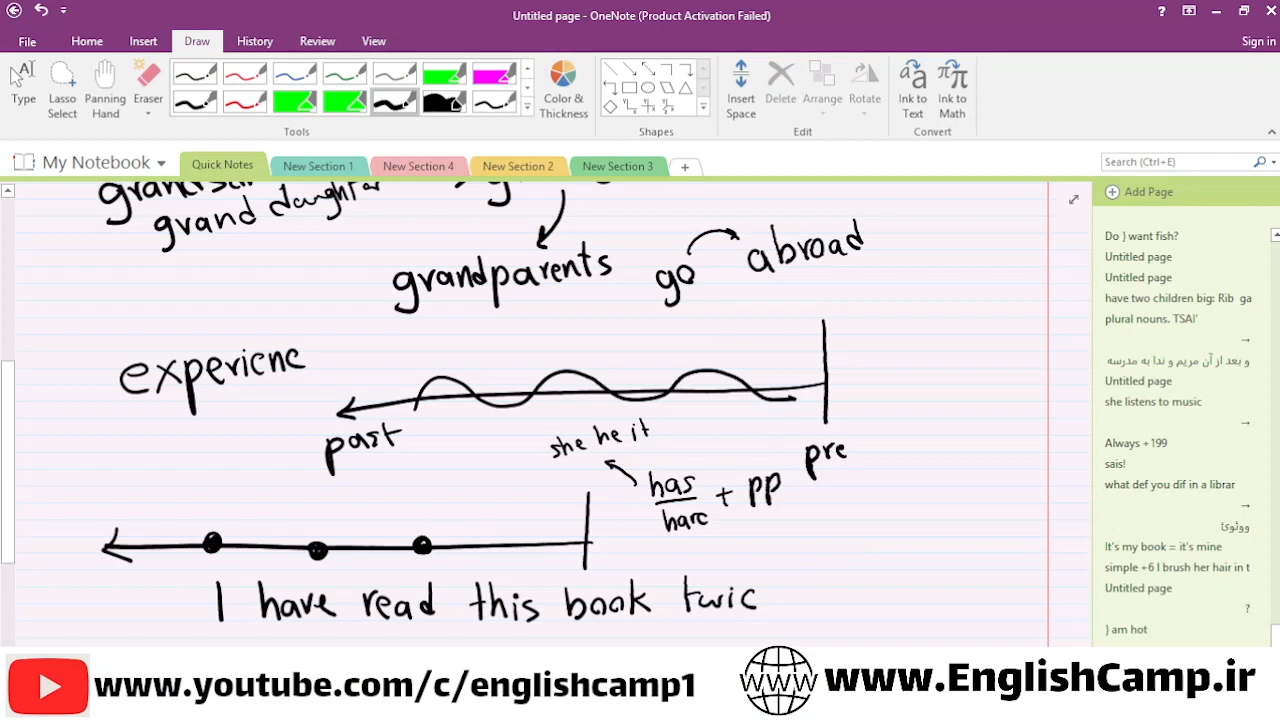 Untitled page - OneNote (Product Activation Failed)
?
File Home Insert Draw History Review View
Sign in
Type
Lasso Select
Panning Hand
Eraser
Color & Thickness
Insert Space
Delete
Arrange
Rotate
Ink to Text
Ink to Math
Tools
Shapes
Edit
Convert
My Notebook
Quick Notes
New Section 1
New Section 4
New Section 2
New Section 3
Search (Ctrl+E)
Add Page
grand daughter
grandparents go abroad
experiene
past
she he it
pre
has + pp
I have read this book twic
Do } want fish?
Untitled page
Untitled page
have two children big: Rib ga
plural nouns. TSAI'
→
و بعد از آن مریم و ندا به مدرسه
Untitled page
she listens to music
→
Always +199
sais!
what def you dif in a librar
→
It's my book = it's mine
simple +6 I brush her hair in t
Untitled page
?
} am hot
www.youtube.com/c/englishcamp1
www www.EnglishCamp.ir